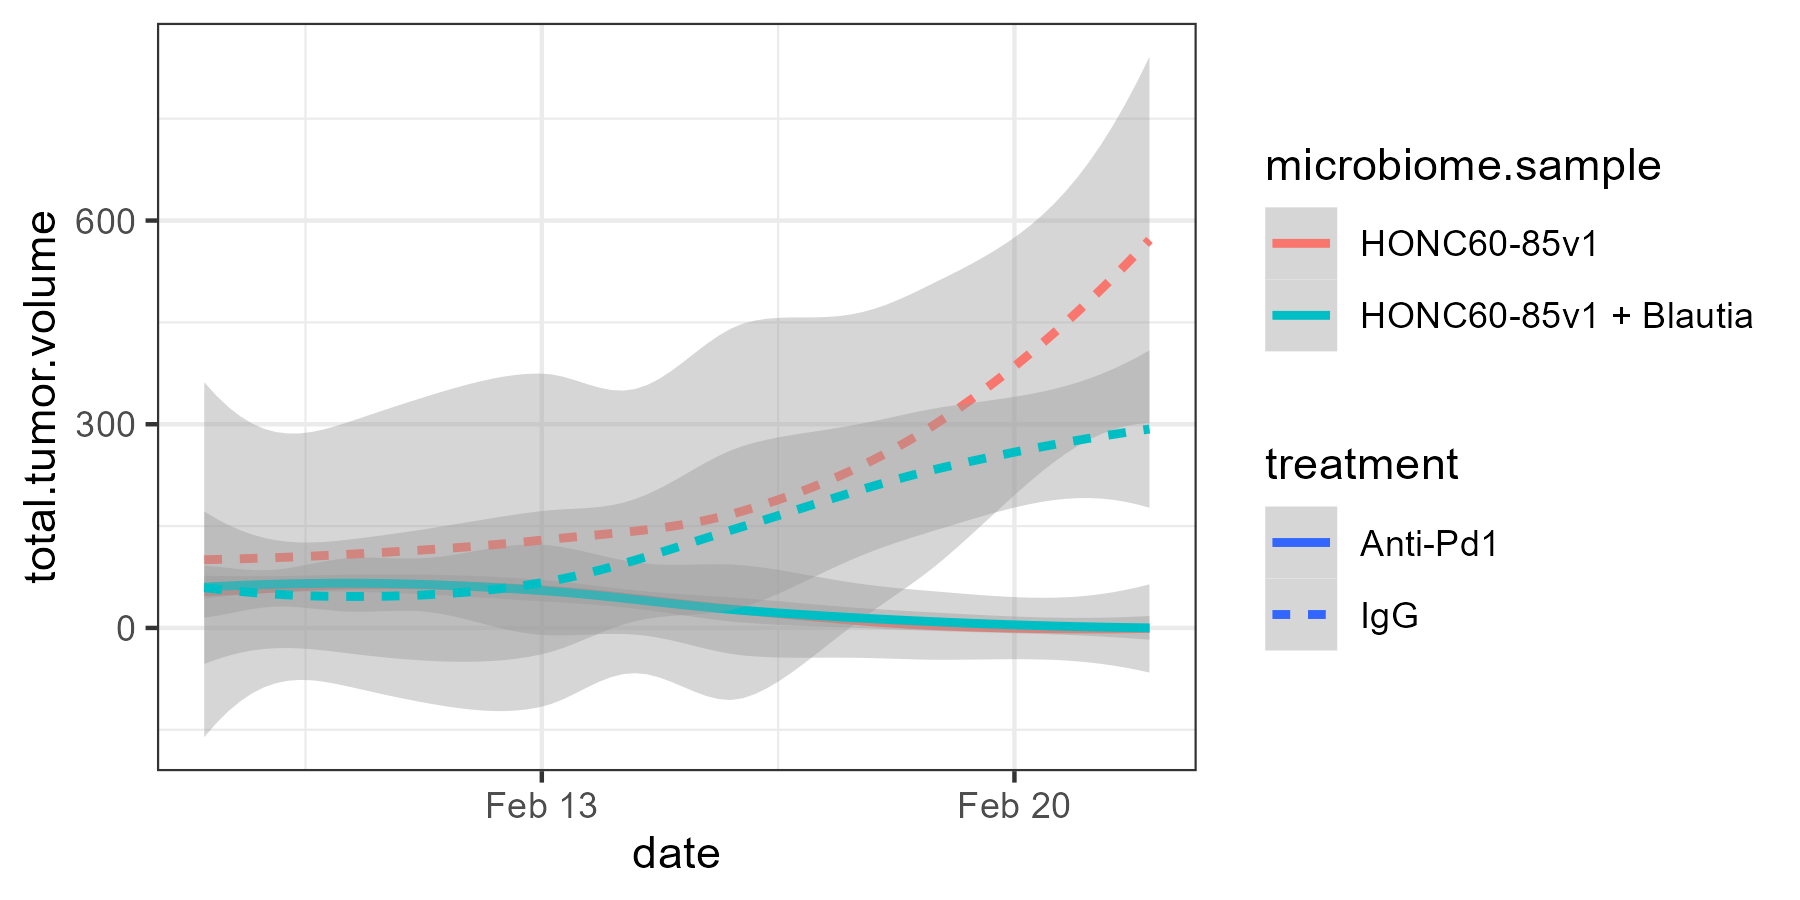 total.tumor.volume
600
300
0
Feb 13
Feb 20
date
microbiome.sample
HONC60-85v1
HONC60-85v1 + Blautia
treatment
Anti-Pd1
IgG